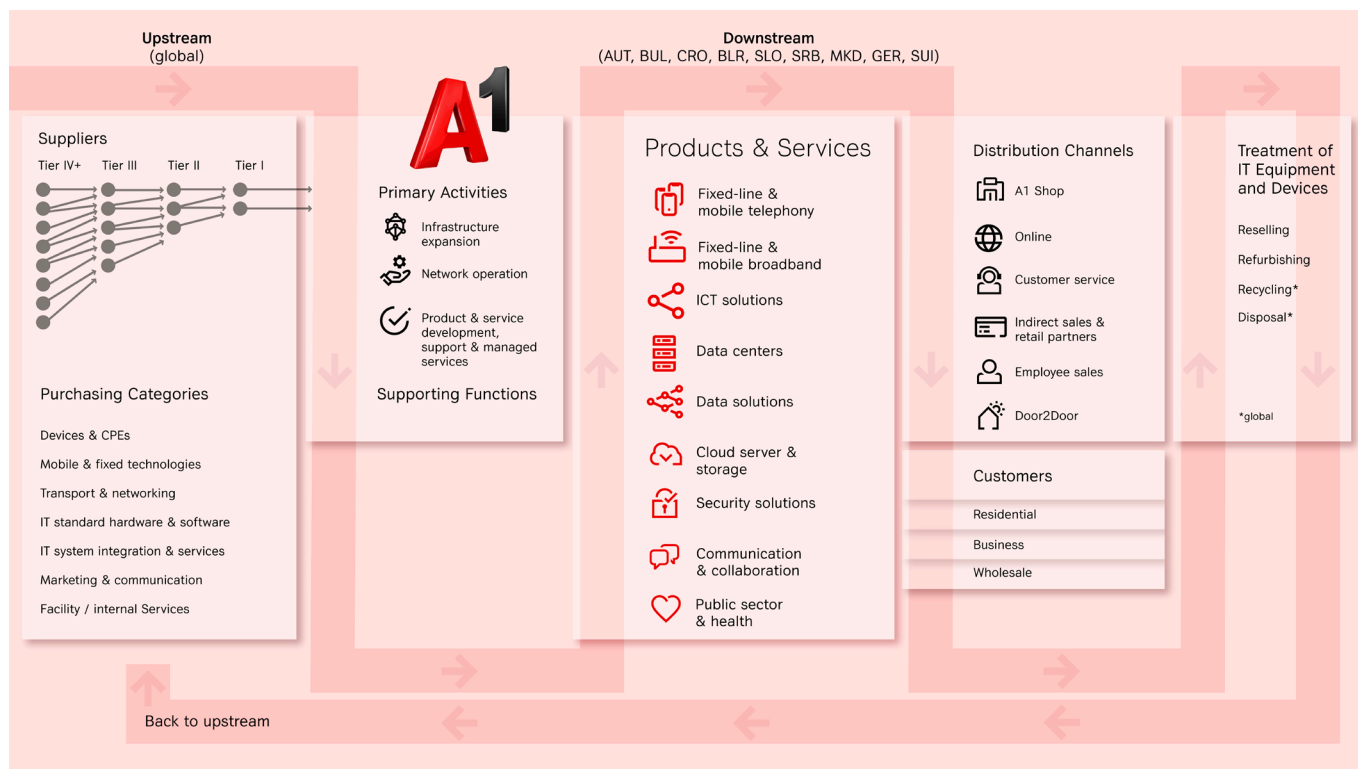 Upstream
(global)
Downstream
(AUT, BUL, CRO, BLR, SLO, SRB, MKD, GER, SUI)
Suppliers
Tier IV+ Tier III Tier II Tier I
Purchasing Categories
Devices & CPEs
Mobile & fixed technologies
Transport & networking
IT standard hardware & software
IT system integration & services
Marketing & communication
Facility / internal Services
A1
Primary Activities
Infrastructure
expansion
Network operation
Product & service
development,
support & managed
services
Supporting Functions
Products & Services
Fixed-line &
mobile telephony
Fixed-line &
mobile broadband
ICT solutions
Data centers
Data solutions
Cloud server &
storage
Security solutions
Communication
& collaboration
Public sector
& health
Distribution Channels
A1 Shop
Online
Customer service
Indirect sales &
retail partners
Employee sales
Door2Door
Customers
Residential
Business
Wholesale
Treatment of
IT Equipment
and Devices
Reselling
Refurbishing
Recycling*
Disposal*
*global
Back to upstream